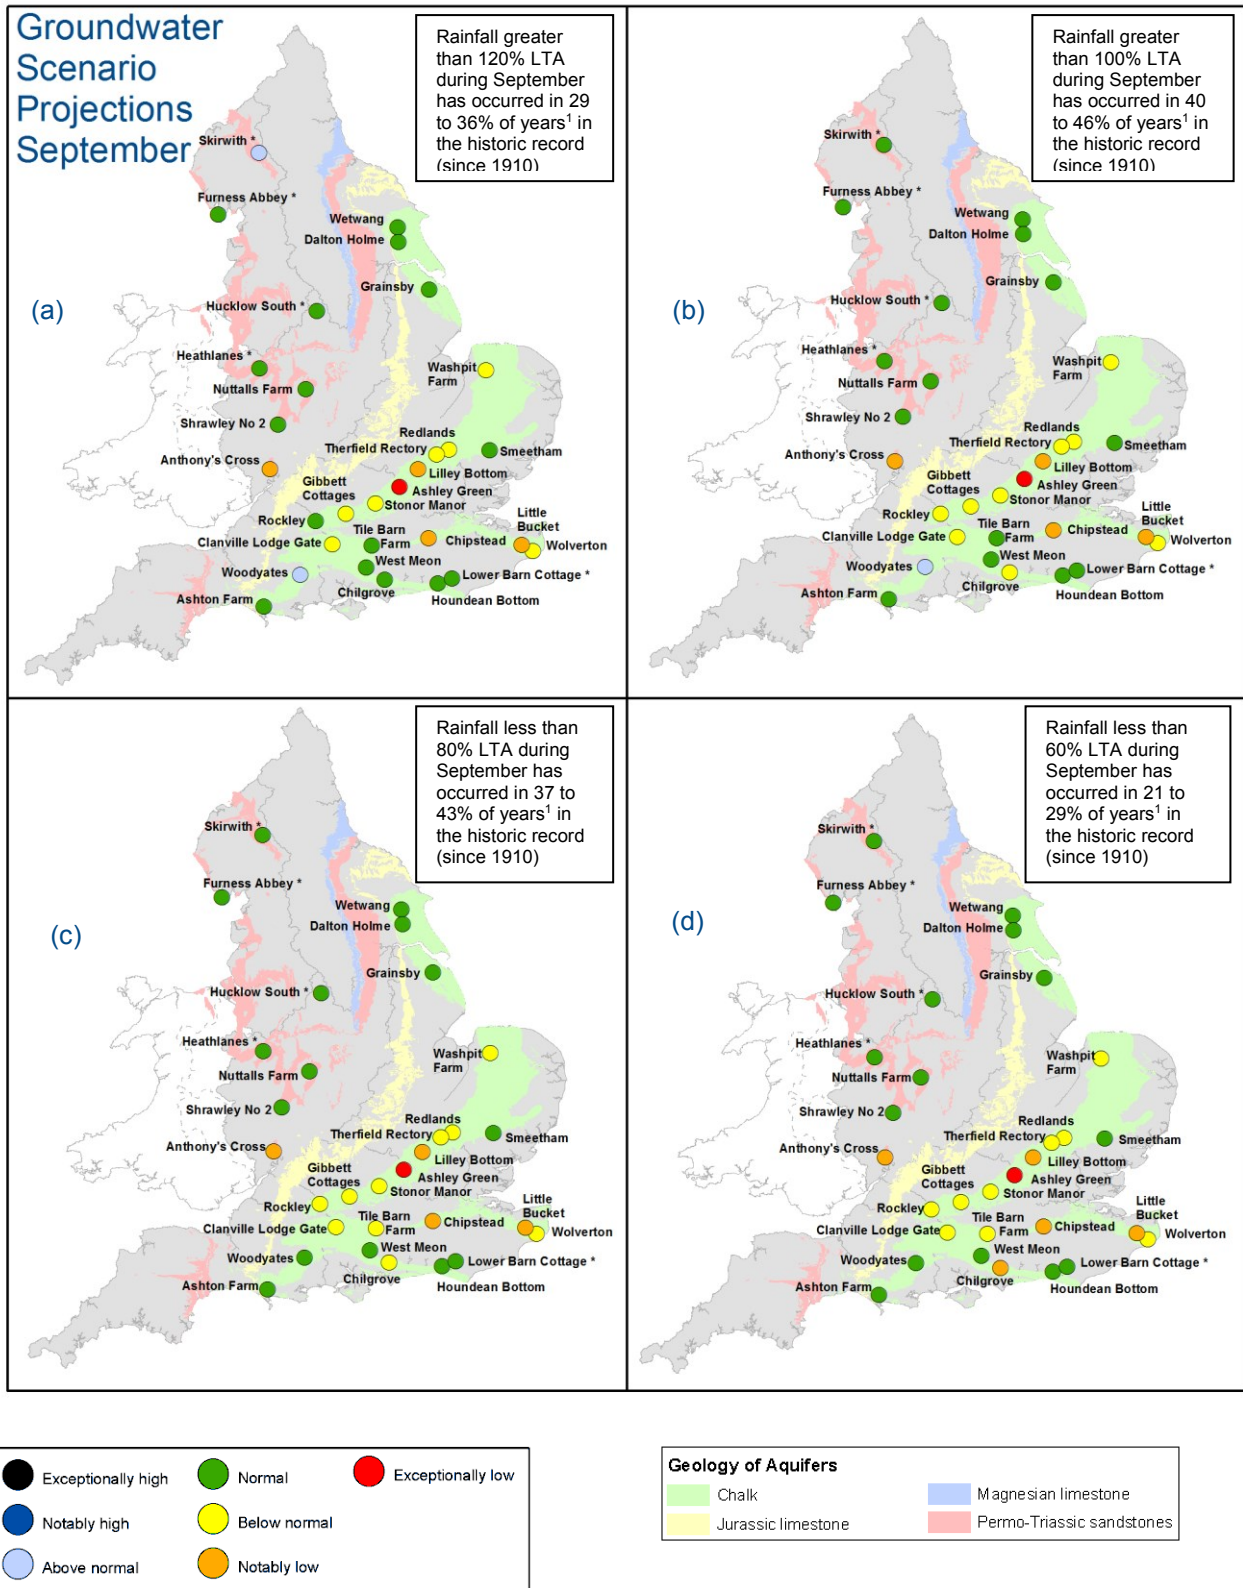 Groundwater
Scenario
Projections
September
Rainfall greater
than 120% LTA
during September
has occurred in 29
to 36% of years1 in
the historic record
(since 1910)
(a)
Skirwith *
Furness Abbey *
Wetwang
Dalton Holme
Grainsby
Hucklow South *
Heathlanes *
Nuttalls Farm
Washpit
Farm
Shrawley No 2
Redlands
Therfield Rectory
Smeetham
Anthony's Cross
Lilley Bottom
Gibbett
Cottages
Ashley Green
Stonor Manor
Rockley
Tile Barn
Farm
Little
Bucket
Clanville Lodge Gate
Chipstead
Wolverton
West Meon
Woodyates
Lower Barn Cottage *
Chilgrove
Ashton Farm
Houndean Bottom
Rainfall greater
than 100% LTA
during September
has occurred in 40
to 46% of years1 in
the historic record
(since 1910)
(b)
Skirwith *
Furness Abbey *
Wetwang
Dalton Holme
Grainsby
Hucklow South *
Heathlanes *
Nuttalls Farm
Washpit
Farm
Shrawley No 2
Redlands
Therfield Rectory
Smeetham
Anthony's Cross
Lilley Bottom
Gibbett
Cottages
Ashley Green
Stonor Manor
Rockley
Tile Barn
Farm
Little
Bucket
Clanville Lodge Gate
Chipstead
Wolverton
West Meon
Woodyates
Lower Barn Cottage *
Chilgrove
Ashton Farm
Houndean Bottom
Rainfall less than
80% LTA during
September has
occurred in 37 to
43% of years1 in
the historic record
(since 1910)
(c)
Skirwith *
Furness Abbey *
Wetwang
Dalton Holme
Grainsby
Hucklow South *
Heathlanes *
Nuttalls Farm
Washpit
Farm
Shrawley No 2
Redlands
Therfield Rectory
Smeetham
Anthony's Cross
Lilley Bottom
Gibbett
Cottages
Ashley Green
Stonor Manor
Rockley
Tile Barn
Farm
Little
Bucket
Clanville Lodge Gate
Chipstead
Wolverton
West Meon
Woodyates
Lower Barn Cottage *
Chilgrove
Ashton Farm
Houndean Bottom
Rainfall less than
60% LTA during
September has
occurred in 21 to
29% of years1 in
the historic record
(since 1910)
(d)
Skirwith *
Furness Abbey *
Wetwang
Dalton Holme
Grainsby
Hucklow South *
Heathlanes *
Nuttalls Farm
Washpit
Farm
Shrawley No 2
Redlands
Therfield Rectory
Smeetham
Anthony's Cross
Lilley Bottom
Gibbett
Cottages
Ashley Green
Stonor Manor
Rockley
Tile Barn
Farm
Little
Bucket
Clanville Lodge Gate
Chipstead
Wolverton
West Meon
Woodyates
Lower Barn Cottage *
Chilgrove
Ashton Farm
Houndean Bottom
Exceptionally high
Normal
Exceptionally low
Notably high
Below normal
Above normal
Notably low
Geology of Aquifers
Chalk
Magnesian limestone
Jurassic limestone
Permo-Triassic sandstones